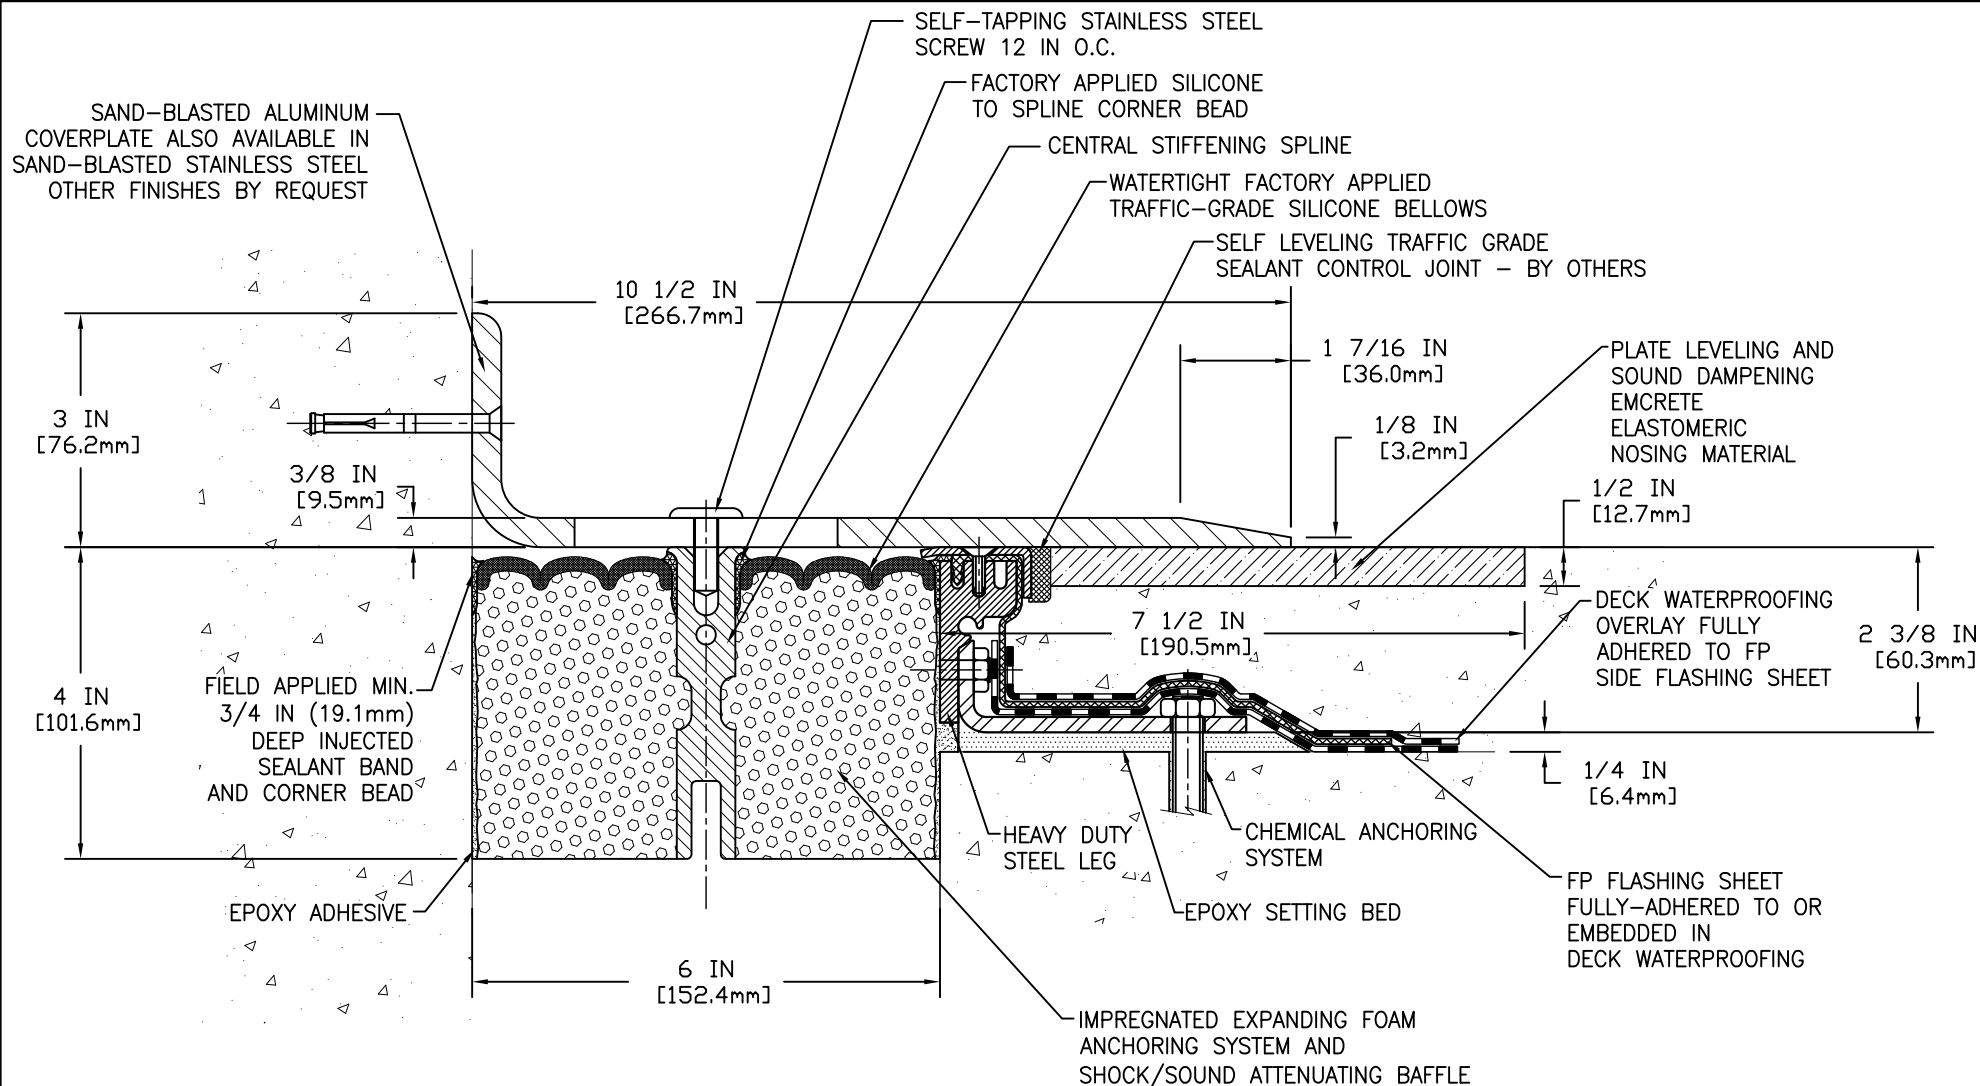 SELF-TAPPING STAINLESS STEEL
SCREW 12 IN O.C.
FACTORY APPLIED SILICONE
TO SPLINE CORNER BEAD
CENTRAL STIFFENING SPLINE
WATERTIGHT FACTORY APPLIED
TRAFFIC-GRADE SILICONE BELLOWS
SELF LEVELING TRAFFIC GRADE
SEALANT CONTROL JOINT - BY OTHERS
SAND-BLASTED ALUMINUM
COVERPLATE ALSO AVAILABLE IN
SAND-BLASTED STAINLESS STEEL
OTHER FINISHES BY REQUEST
10 1/2 IN
[266.7mm]
1 7/16 IN
[36.0mm]
PLATE LEVELING AND
SOUND DAMPENING
EMCRETE
ELASTOMERIC
NOSING MATERIAL
3 IN
[76.2mm]
1/8 IN
[3.2mm]
3/8 IN
[9.5mm]
1/2 IN
[12.7mm]
DECK WATERPROOFING
OVERLAY FULLY
ADHERED TO FP
SIDE FLASHING SHEET
7 1/2 IN
[190.5mm]
2 3/8 IN
[60.3mm]
FIELD APPLIED MIN.
3/4 IN (19.1mm)
DEEP INJECTED
SEALANT BAND
AND CORNER BEAD
4 IN
[101.6mm]
1/4 IN
[6.4mm]
HEAVY DUTY
STEEL LEG
CHEMICAL ANCHORING
SYSTEM
FP FLASHING SHEET
FULLY-ADHERED TO OR
EMBEDDED IN
DECK WATERPROOFING
EPOXY ADHESIVE
EPOXY SETTING BED
6 IN
[152.4mm]
IMPREGNATED EXPANDING FOAM
ANCHORING SYSTEM AND
SHOCK/SOUND ATTENUATING BAFFLE